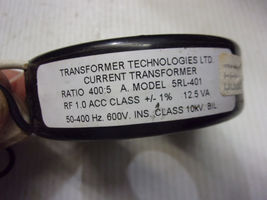 TRANSFORMER TECHNOLOGIES LTD.
CURRENT TRANSFORMER
RATIO 400:5 A. MODEL 5RL-401
RF 1.0 ACC CLASS +/- 1% 12.5 VA
50-400 Hz. 600V. INS. CLASS 10KV. BIL